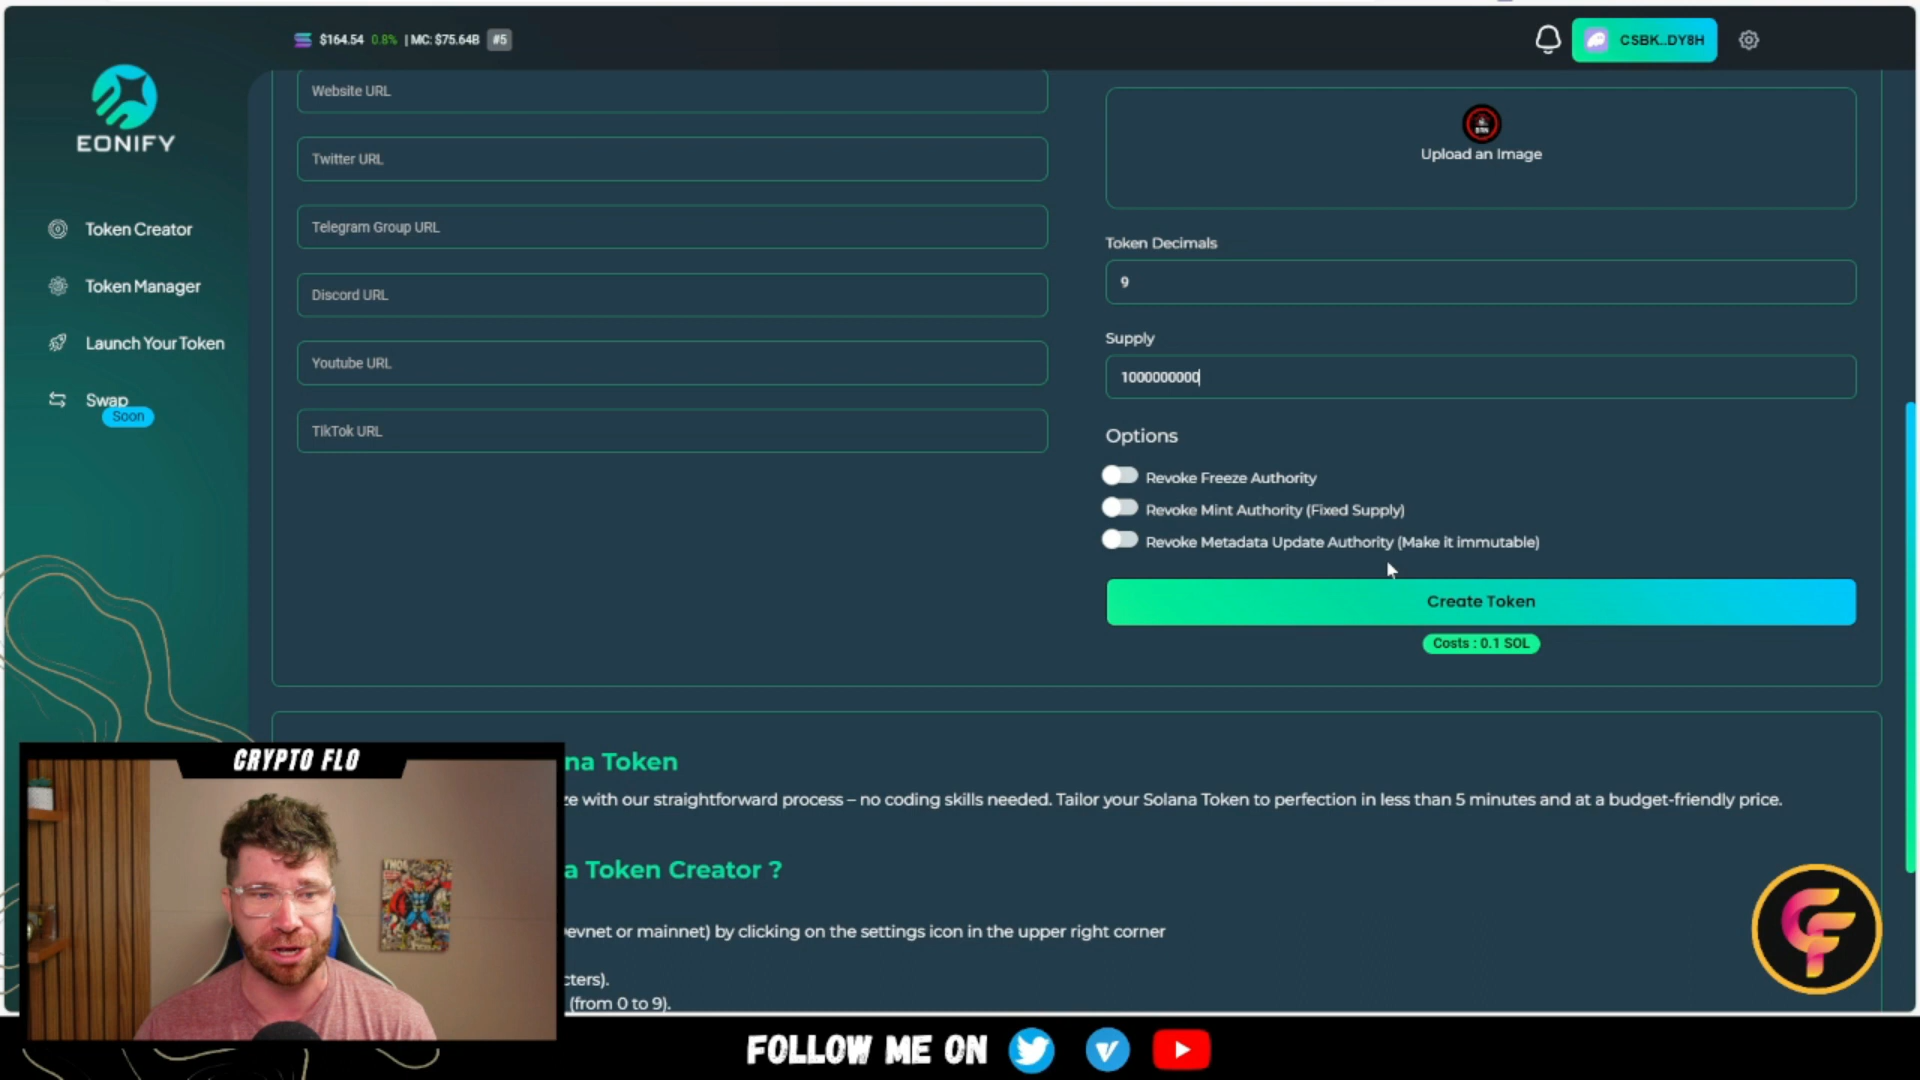 $164.54 0.8% | MC: $75.64B #5
CSBK..DY8H
EONIFY
Token Creator
Token Manager
Launch Your Token
Swap
Soon
Website URL
Twitter URL
Telegram Group URL
Discord URL
Youtube URL
TikTok URL
Upload an Image
Token Decimals
9
Supply
1000000000
Options
Revoke Freeze Authority
Revoke Mint Authority (Fixed Supply)
Revoke Metadata Update Authority (Make it immutable)
Create Token
Costs : 0.1 SOL
na Token
ze with our straightforward process – no coding skills needed. Tailor your Solana Token to perfection in less than 5 minutes and at a budget-friendly price.
a Token Creator ?
evnet or mainnet) by clicking on the settings icon in the upper right corner
cters).
(from 0 to 9).
CRYPTO FLO
FOLLOW ME ON